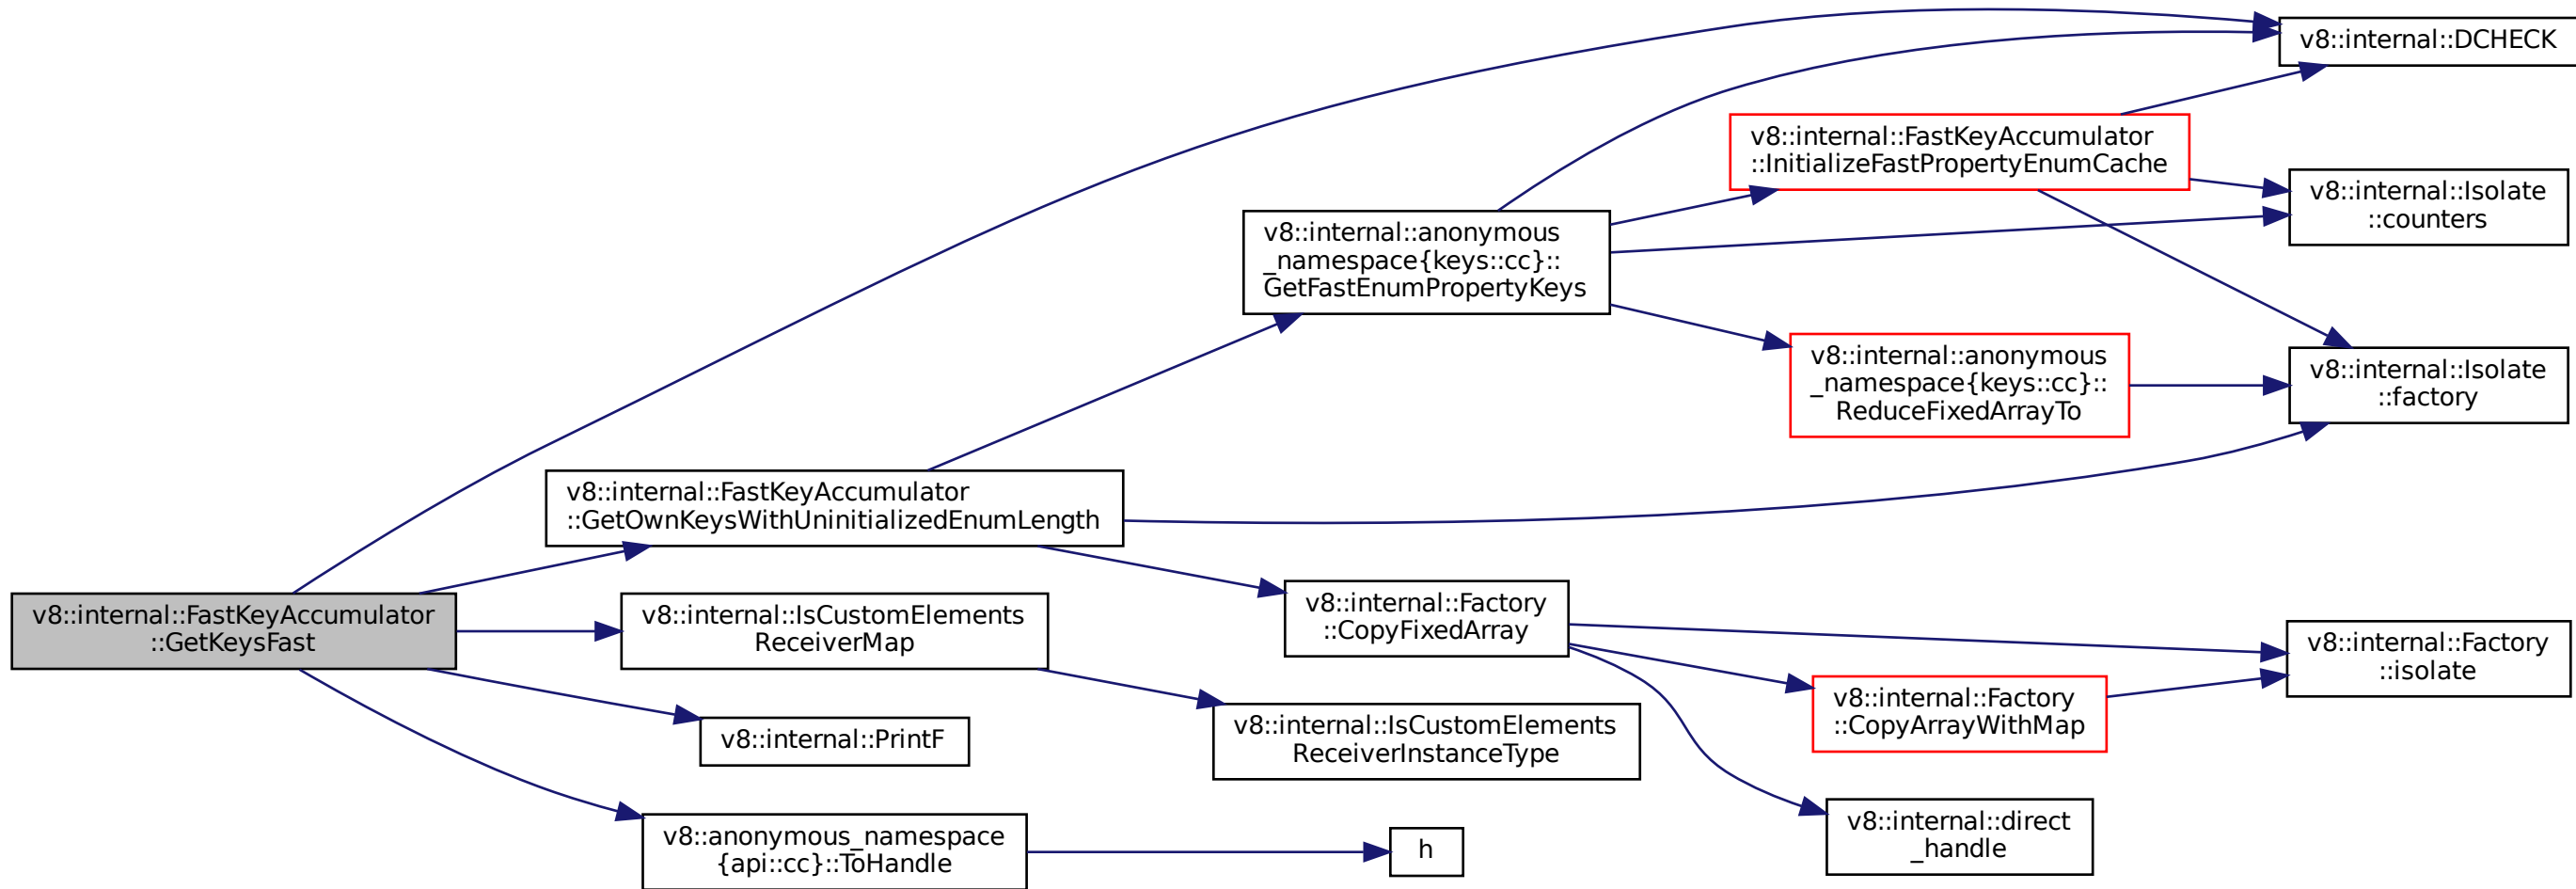 v8::internal::DCHECK
v8::internal::FastKeyAccumulator
::InitializeFastPropertyEnumCache
v8::internal::Isolate
::counters
v8::internal::anonymous
_namespace{keys::cc}::
GetFastEnumPropertyKeys
v8::internal::anonymous
_namespace{keys::cc}::
ReduceFixedArrayTo
v8::internal::Isolate
::factory
v8::internal::FastKeyAccumulator
::GetOwnKeysWithUninitializedEnumLength
v8::internal::FastKeyAccumulator
::GetKeysFast
v8::internal::IsCustomElements
ReceiverMap
v8::internal::Factory
::CopyFixedArray
v8::internal::Factory
::isolate
v8::internal::PrintF
v8::internal::IsCustomElements
ReceiverInstanceType
v8::internal::Factory
::CopyArrayWithMap
v8::anonymous_namespace
{api::cc}::ToHandle
h
v8::internal::direct
_handle